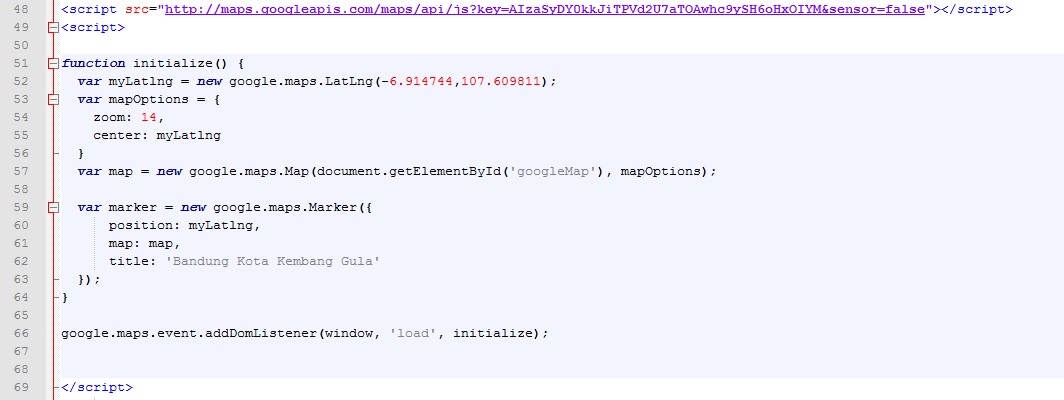 48 <script src="http://maps.googleapis.com/maps/api/js?key=AIzaSyDY0kkJiTPVd2U7aTOAwhc9ySH6oHxOIYM&sensor=false"></script>
49 <script>
50
51 function initialize() {
52 var myLatlng = new google.maps.LatLng(-6.914744,107.609811);
53 var mapOptions = {
54 zoom: 14,
55 center: myLatlng
56 }
57 var map = new google.maps.Map(document.getElementById('googleMap'), mapOptions);
58
59 var marker = new google.maps.Marker({
60 position: myLatlng,
61 map: map,
62 title: 'Bandung Kota Kembang Gula'
63 });
64 }
65
66 google.maps.event.addDomListener(window, 'load', initialize);
67
68
69 </script>